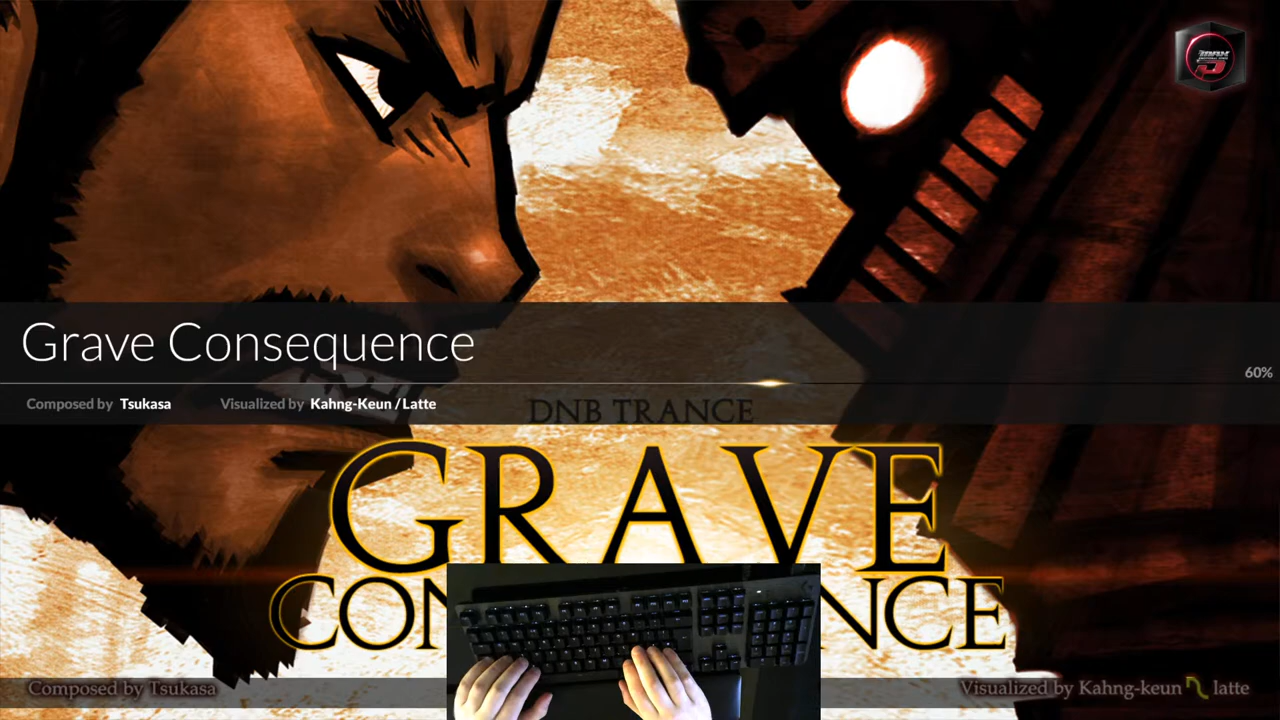 Grave Consequence
60%
Composed by Tsukasa Visualized by Kahng-Keun / Latte
DNB TRANCE
GRAVE
CON NCE
Composed by Tsukasa Visualized by Kahng-keun latte